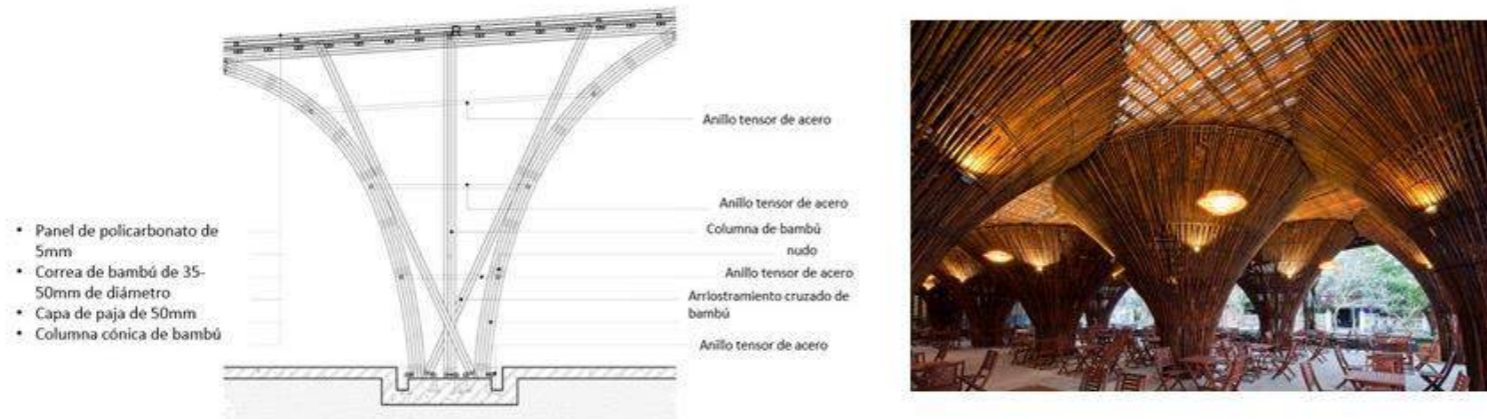 Anillo tensor de acero
Anillo tensor de acero
Columna de bambú
nudo
Anillo tensor de acero
Arriostramiento cruzado de
bambú
Anillo tensor de acero
• Panel de policarbonato de
5mm
• Correa de bambú de 35-
50mm de diámetro
• Capa de paja de 50mm
• Columna cónica de bambú